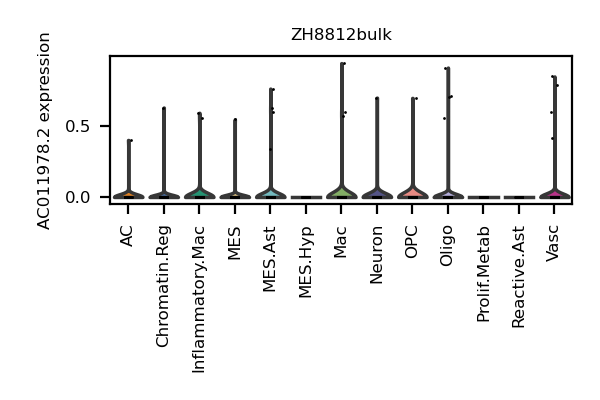 ZH8812bulk
AC011978.2 expression
0.5
0.0
AC
Chromatin.Reg
Inflammatory.Mac
MES
MES.Ast
MES.Hyp
Mac
Neuron
OPC
Oligo
Prolif.Metab
Reactive.Ast
Vasc